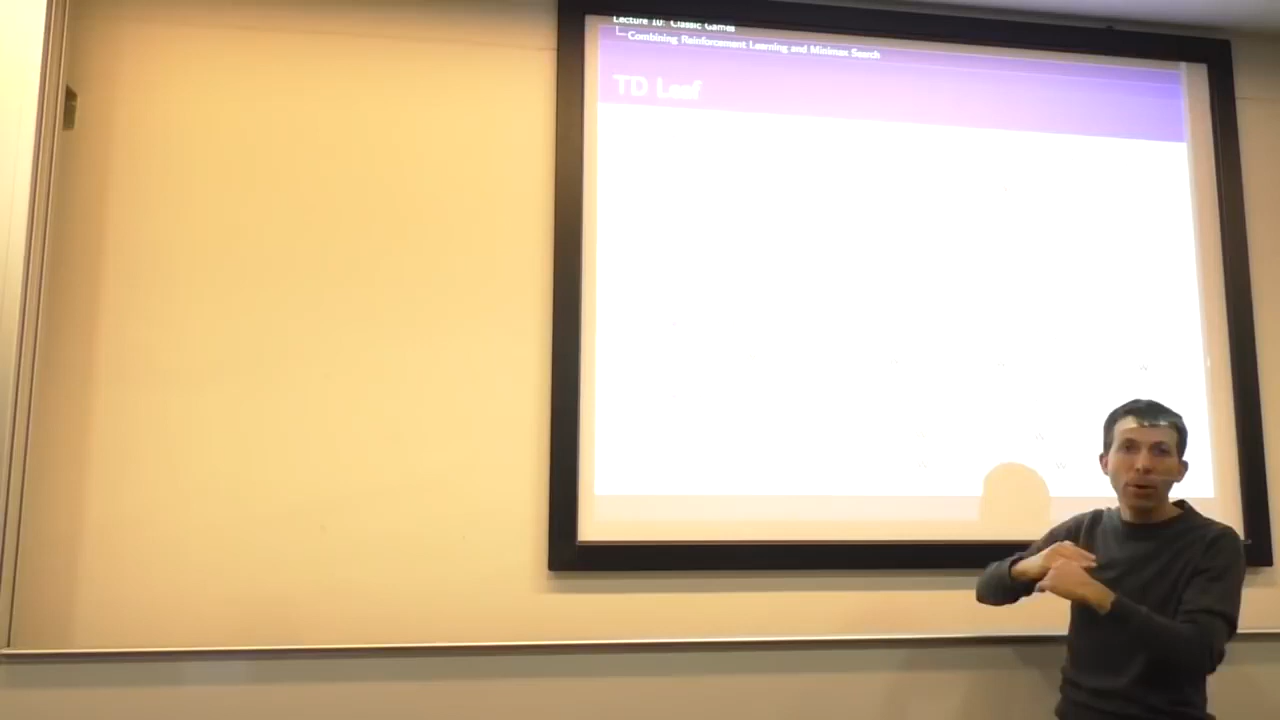 Lecture 10: Classic Games
Combining Reinforcement Learning and Minimax Search
TD Leaf